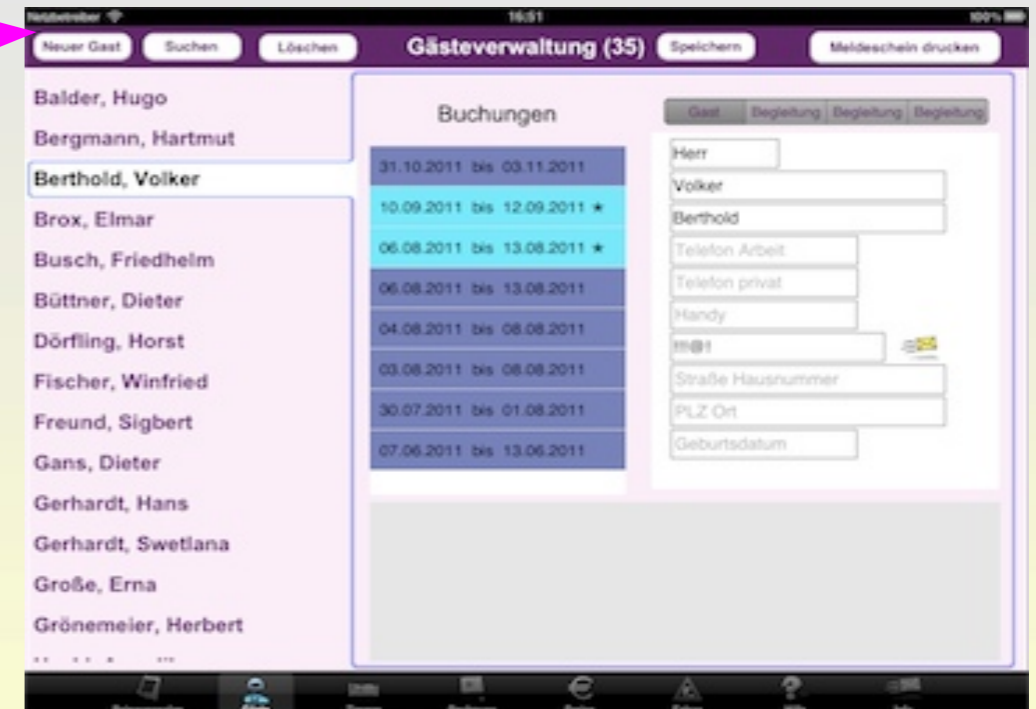 Netzbetreiber 16:51 100%
Neuer Gast Suchen Löschen Gästeverwaltung (35) Speichern Meldeschein drucken
Balder, Hugo
Bergmann, Hartmut
Berthold, Volker
Brox, Elmar
Busch, Friedhelm
Büttner, Dieter
Dörfling, Horst
Fischer, Winfried
Freund, Sigbert
Gans, Dieter
Gerhardt, Hans
Gerhardt, Swetlana
Große, Erna
Grönemeier, Herbert
Buchungen
31.10.2011 bis 03.11.2011
10.09.2011 bis 12.09.2011 ★
06.08.2011 bis 13.08.2011 ★
06.08.2011 bis 13.08.2011
04.08.2011 bis 08.08.2011
03.08.2011 bis 08.08.2011
30.07.2011 bis 01.08.2011
07.06.2011 bis 13.06.2011
Gast Begleitung Begleitung Begleitung
Herr
Volker
Berthold
Telefon Arbeit
Telefon privat
Handy
Straße Hausnummer
PLZ Ort
Geburtsdatum